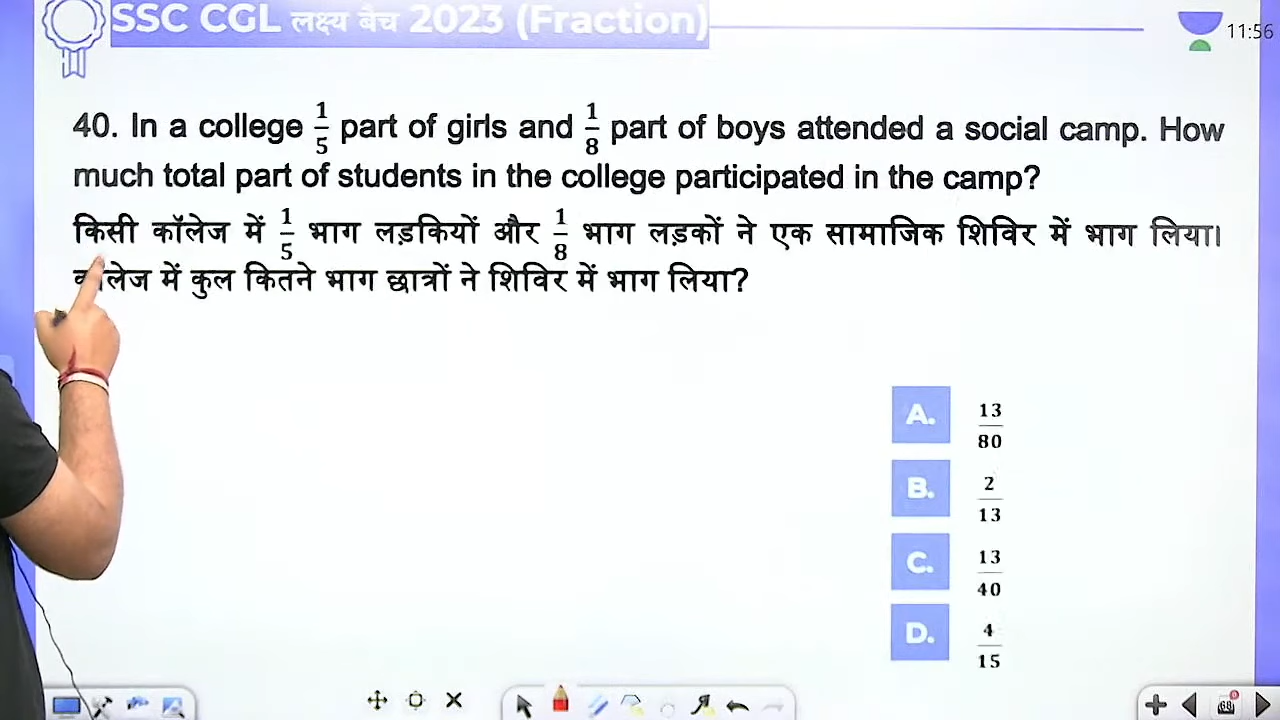 SSC CGL लक्ष्य बैच 2023 (Fraction)
11:56
40. In a college 1/5 part of girls and 1/8 part of boys attended a social camp. How
much total part of students in the college participated in the camp?
किसी कॉलेज में 1/5 भाग लड़कियों और 1/8 भाग लड़कों ने एक सामाजिक शिविर में भाग लिया।
कॉलेज में कुल कितने भाग छात्रों ने शिविर में भाग लिया?
A. 13/80
B. 2/13
C. 13/40
D. 4/15
68